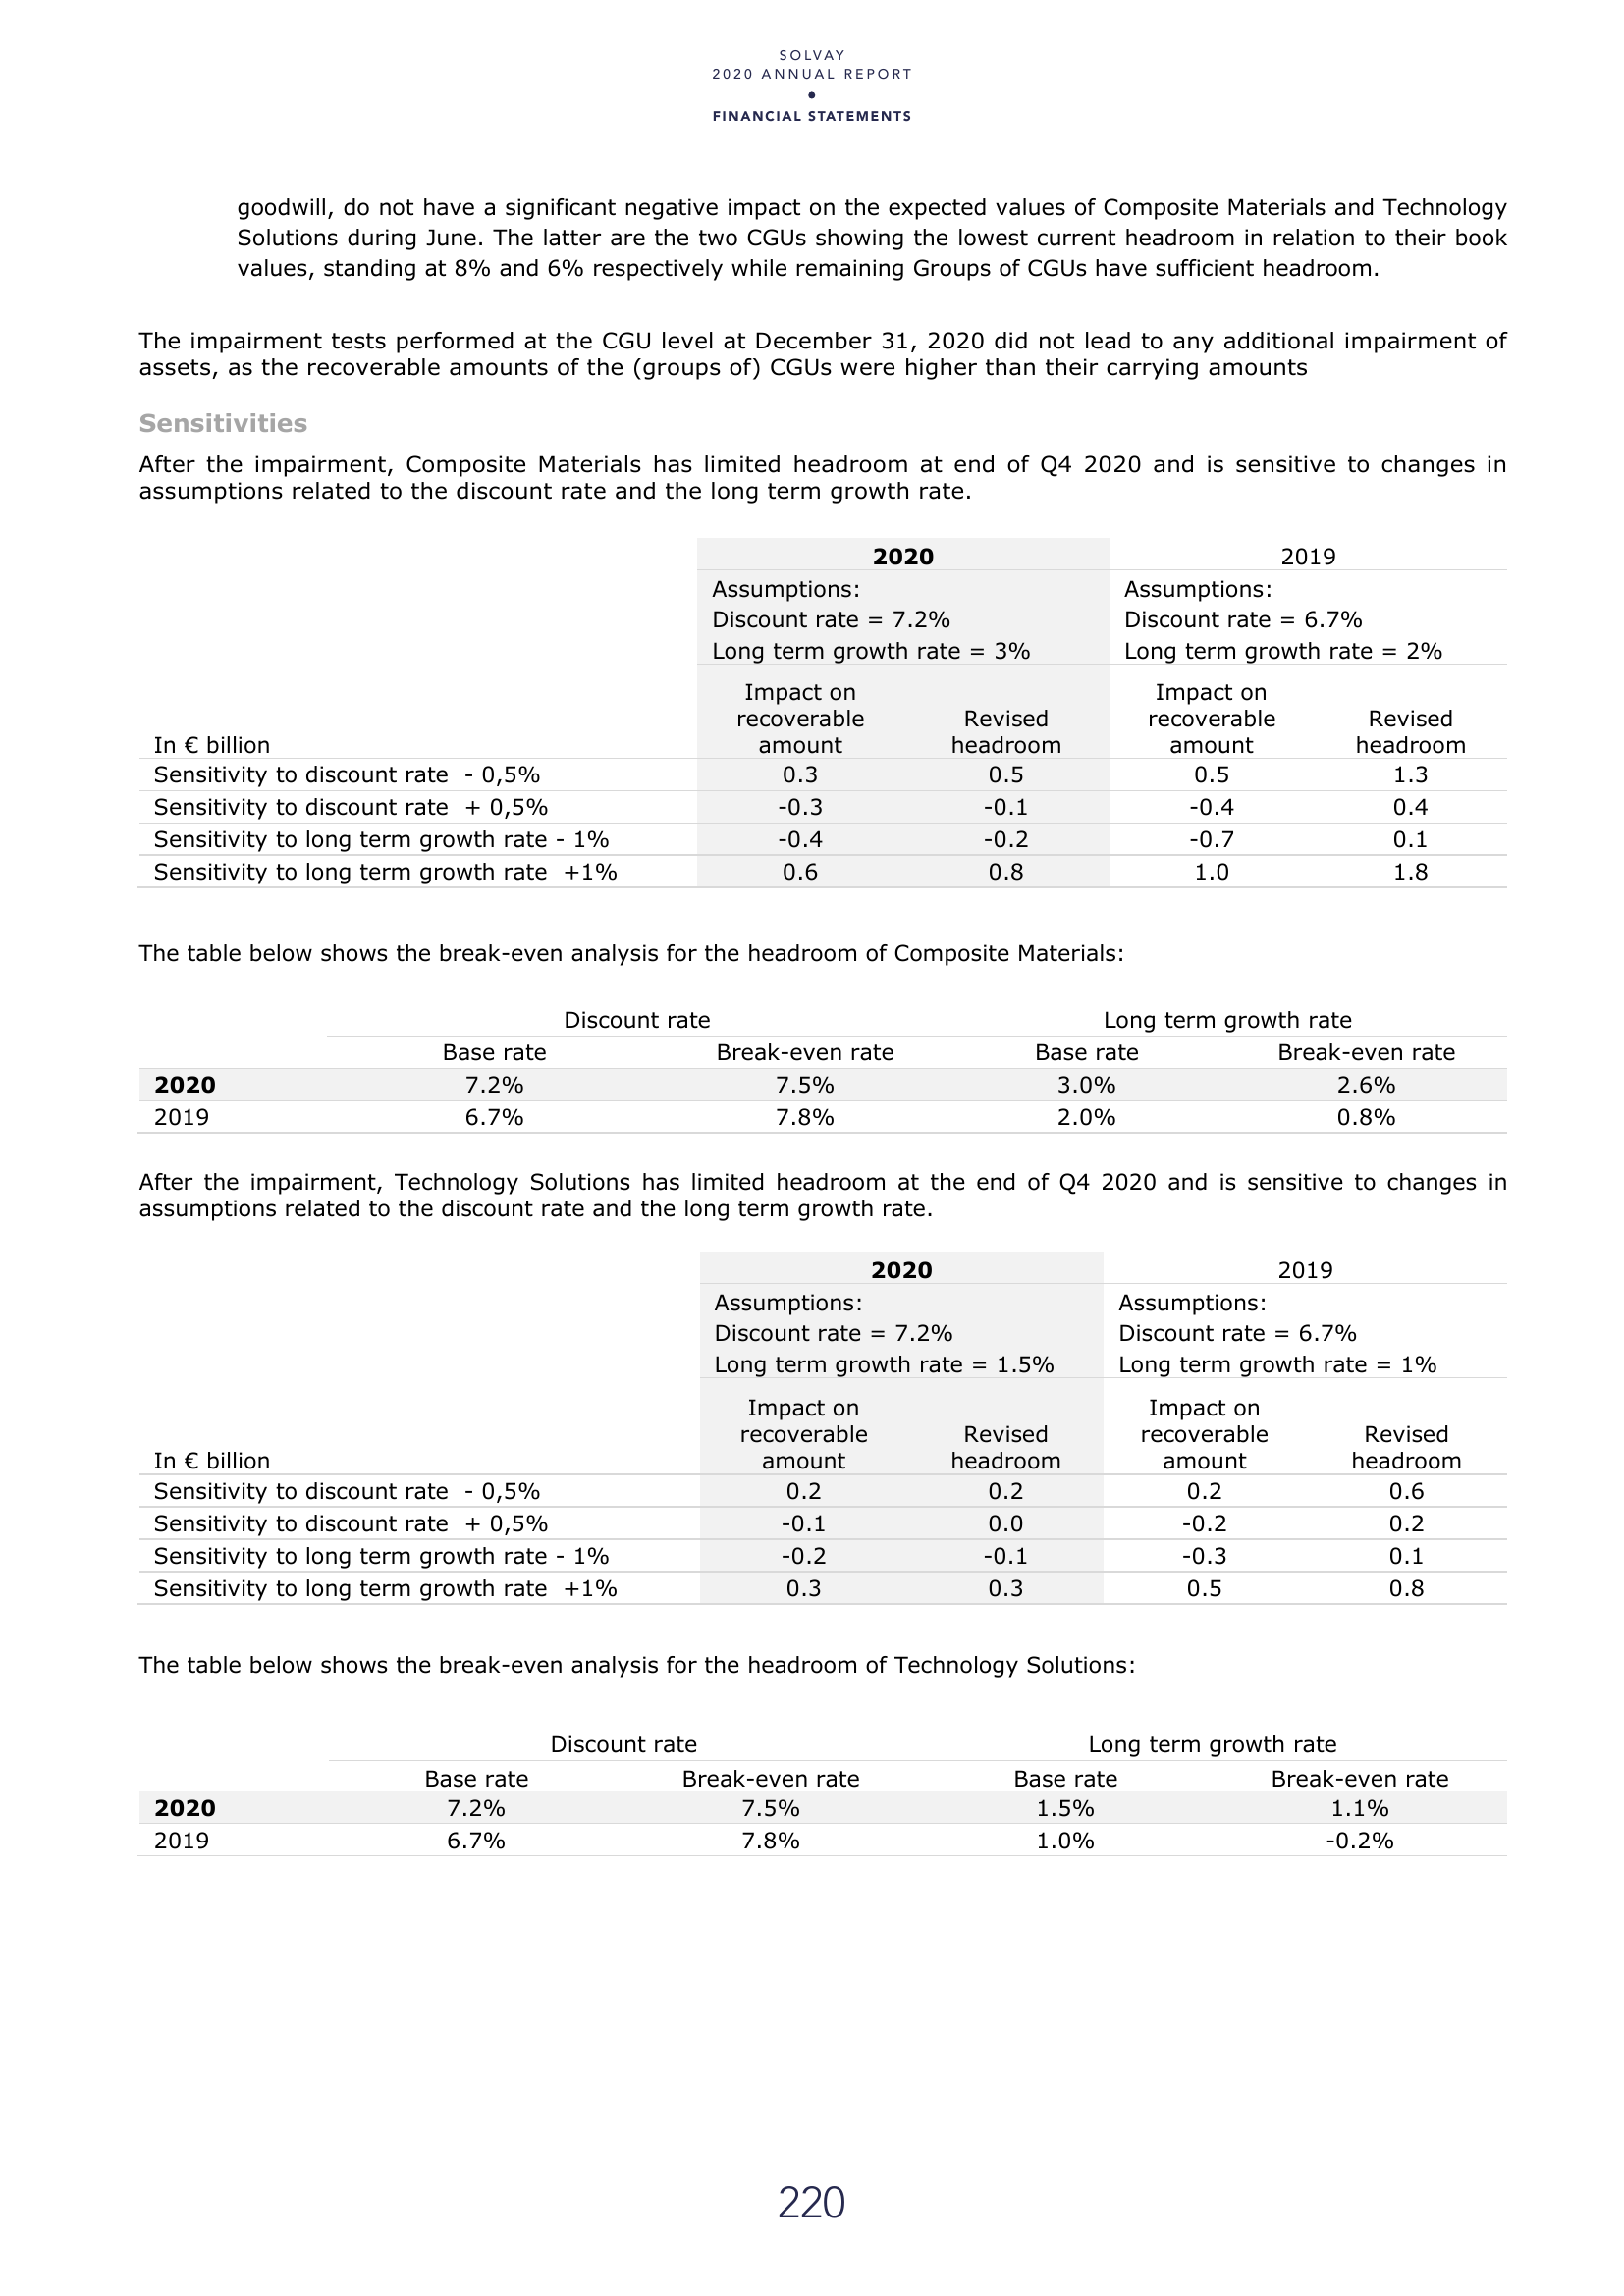 SOLVAY
2020 ANNUAL REPORT
•
FINANCIAL STATEMENTS
goodwill, do not have a significant negative impact on the expected values of Composite Materials and Technology
Solutions during June. The latter are the two CGUs showing the lowest current headroom in relation to their book
values, standing at 8% and 6% respectively while remaining Groups of CGUs have sufficient headroom.
The impairment tests performed at the CGU level at December 31, 2020 did not lead to any additional impairment of
assets, as the recoverable amounts of the (groups of) CGUs were higher than their carrying amounts
Sensitivities
After the impairment, Composite Materials has limited headroom at end of Q4 2020 and is sensitive to changes in
assumptions related to the discount rate and the long term growth rate.
2020 2019
Assumptions: Assumptions:
Discount rate = 7.2% Discount rate = 6.7%
Long term growth rate = 3% Long term growth rate = 2%
Impact on Impact on
recoverable Revised recoverable Revised
In € billion amount headroom amount headroom
Sensitivity to discount rate - 0,5% 0.3 0.5 0.5 1.3
Sensitivity to discount rate + 0,5% -0.3 -0.1 -0.4 0.4
Sensitivity to long term growth rate - 1% -0.4 -0.2 -0.7 0.1
Sensitivity to long term growth rate +1% 0.6 0.8 1.0 1.8
The table below shows the break-even analysis for the headroom of Composite Materials:
Discount rate Long term growth rate
Base rate Break-even rate Base rate Break-even rate
2020 7.2% 7.5% 3.0% 2.6%
2019 6.7% 7.8% 2.0% 0.8%
After the impairment, Technology Solutions has limited headroom at the end of Q4 2020 and is sensitive to changes in
assumptions related to the discount rate and the long term growth rate.
2020 2019
Assumptions: Assumptions:
Discount rate = 7.2% Discount rate = 6.7%
Long term growth rate = 1.5% Long term growth rate = 1%
Impact on Impact on
recoverable Revised recoverable Revised
In € billion amount headroom amount headroom
Sensitivity to discount rate - 0,5% 0.2 0.2 0.2 0.6
Sensitivity to discount rate + 0,5% -0.1 0.0 -0.2 0.2
Sensitivity to long term growth rate - 1% -0.2 -0.1 -0.3 0.1
Sensitivity to long term growth rate +1% 0.3 0.3 0.5 0.8
The table below shows the break-even analysis for the headroom of Technology Solutions:
Discount rate Long term growth rate
Base rate Break-even rate Base rate Break-even rate
2020 7.2% 7.5% 1.5% 1.1%
2019 6.7% 7.8% 1.0% -0.2%
220